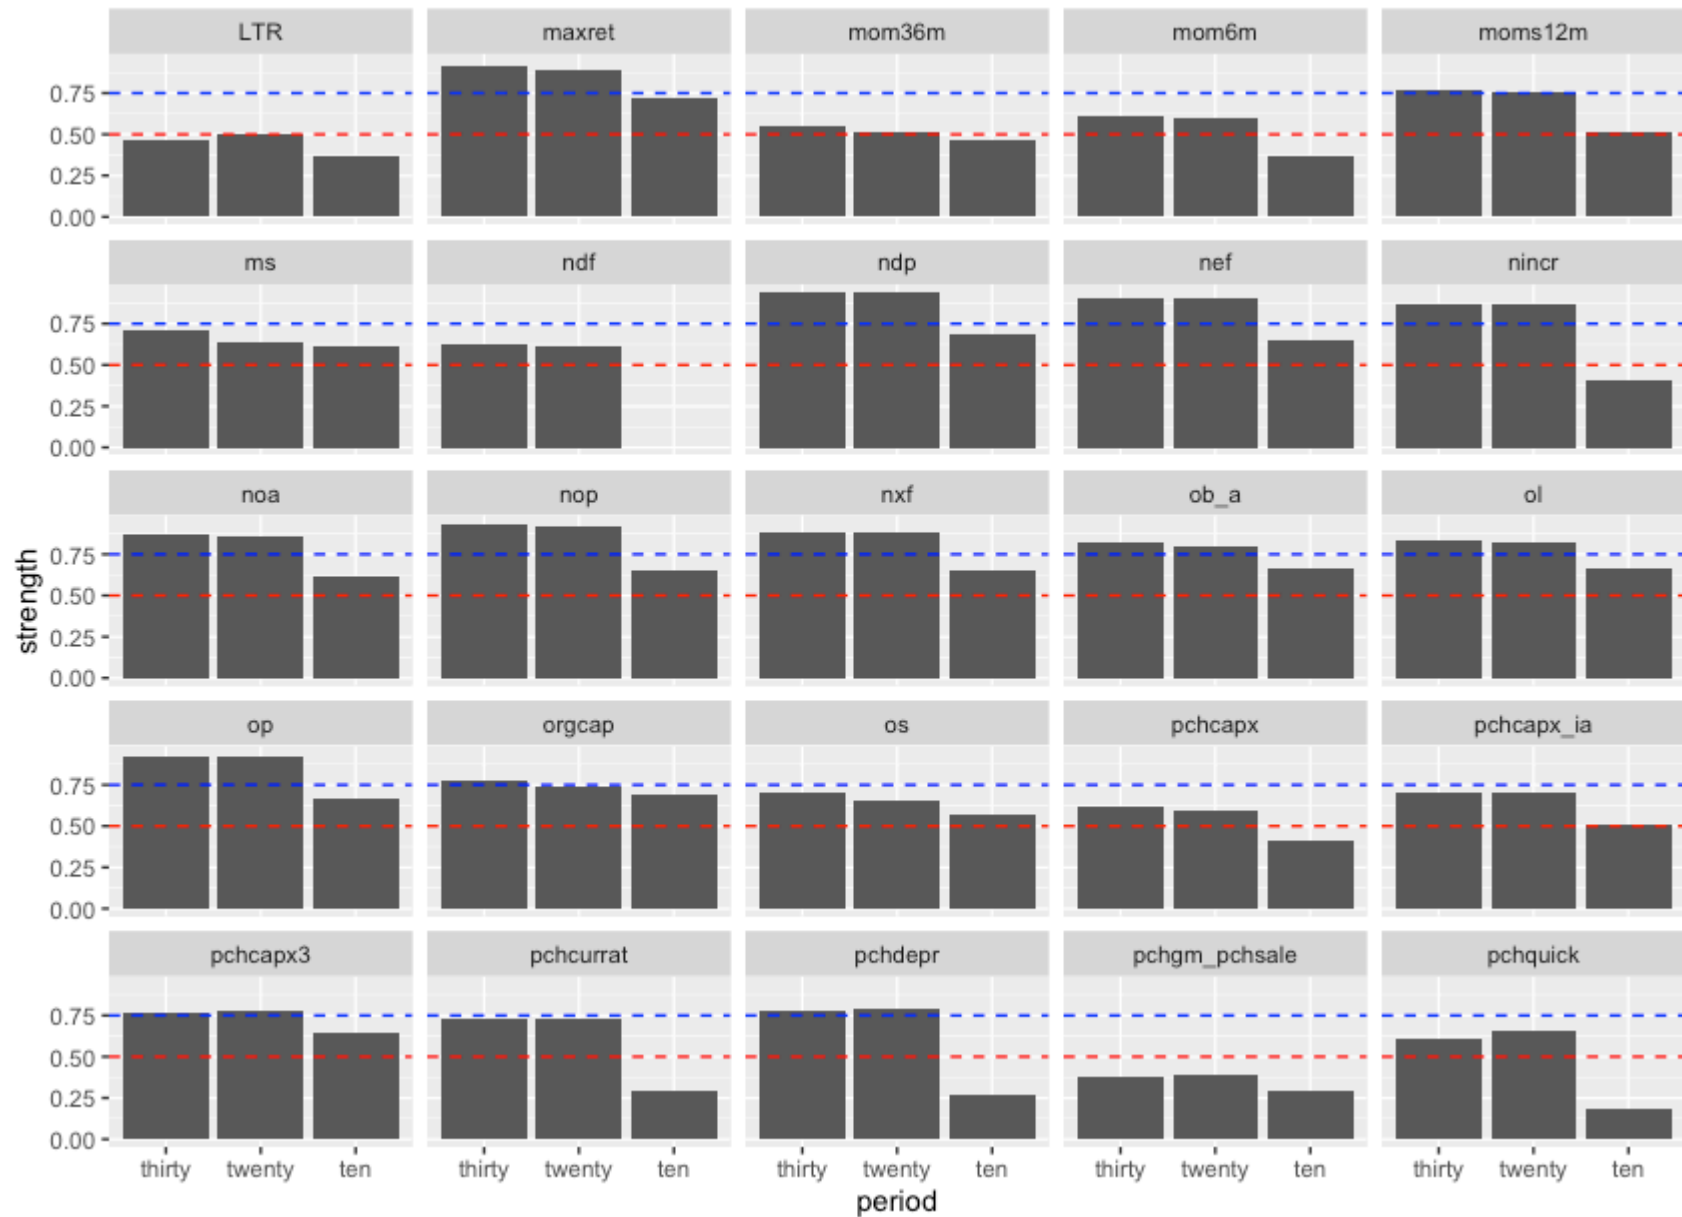 LTR maxret mom36m mom6m moms12m
0.75
0.50
0.25
0.00
ms ndf ndp nef nincr
0.75
0.50
0.25
0.00
noa nop nxf ob_a ol
0.75
0.50
0.25
0.00
strength
op orgcap os pchcapx pchcapx_ia
0.75
0.50
0.25
0.00
pchcapx3 pchcurrat pchdepr pchgm_pchsale pchquick
0.75
0.50
0.25
0.00
thirty twenty ten thirty twenty ten thirty twenty ten thirty twenty ten thirty twenty ten
period